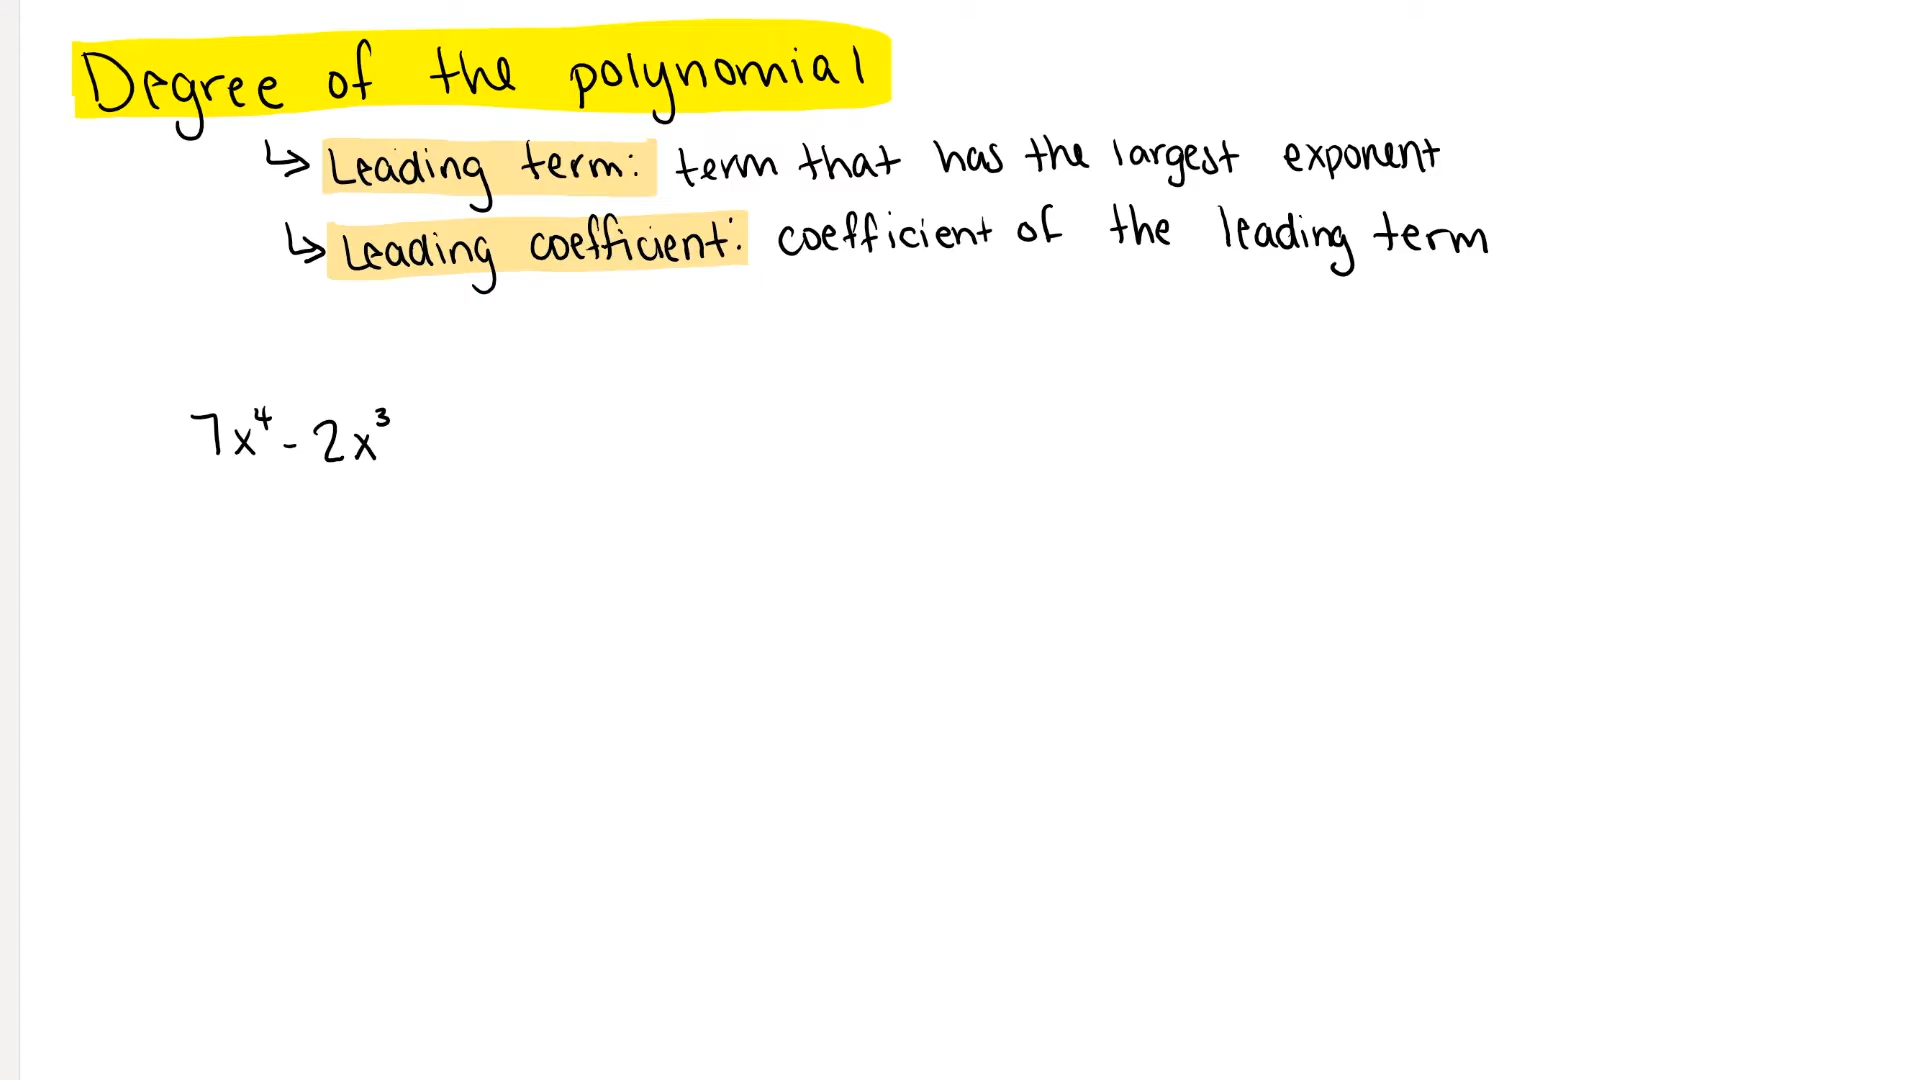 Degree of the polynomial
↳ Leading term: term that has the largest exponent
↳ Leading coefficient: coefficient of the leading term
7x⁴ - 2x³